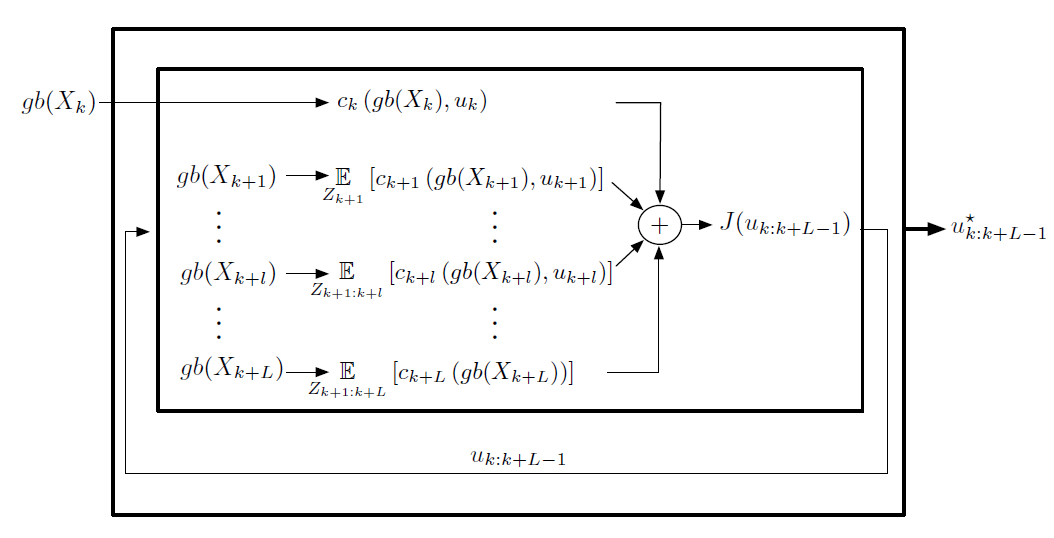 gb(X_k) c_k (gb(X_k), u_k)
gb(X_{k+1}) 𝔼_{Z_{k+1}} [c_{k+1} (gb(X_{k+1}), u_{k+1})]
⋮ ⋮
+ J(u_{k:k+L−1}) u^⋆_{k:k+L−1}
gb(X_{k+l}) 𝔼_{Z_{k+1:k+l}} [c_{k+l} (gb(X_{k+l}), u_{k+l})]
⋮ ⋮
gb(X_{k+L}) 𝔼_{Z_{k+1:k+L}} [c_{k+L} (gb(X_{k+L}))]
u_{k:k+L−1}